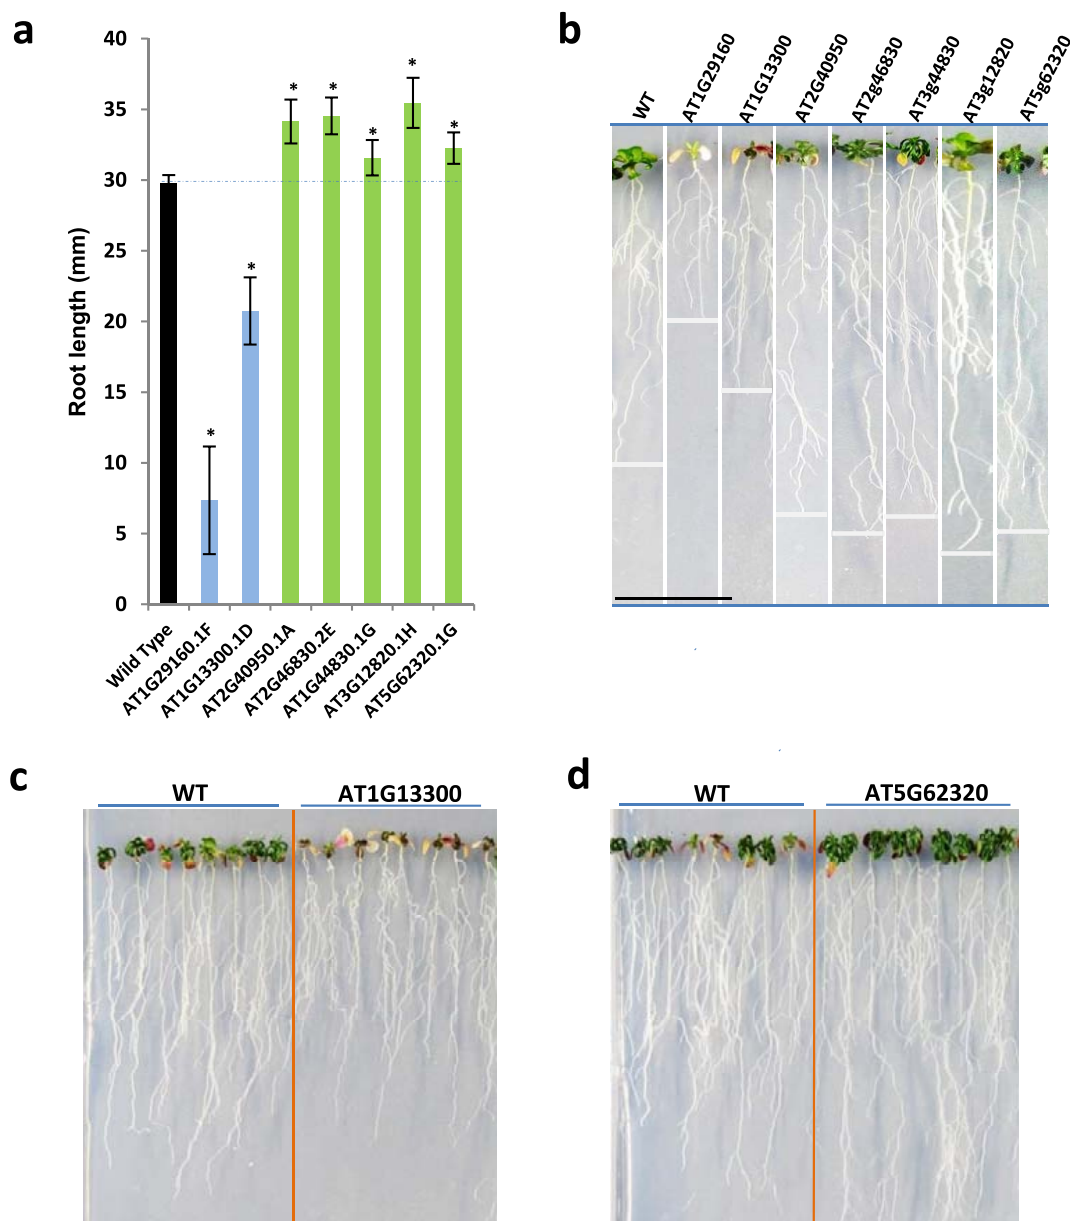 a
40
35
30
25
20
15
10
5
0
Root length (mm)
*
*
*
*
*
*
*
Wild Type
AT1G29160.1F
AT1G13300.1D
AT2G40950.1A
AT2G46830.2E
AT1G44830.1G
AT3G12820.1H
AT5G62320.1G
b
WT
AT1G29160
AT1G13300
AT2G40950
AT2g46830
AT3g44830
AT3g12820
AT5g62320
c
WT
AT1G13300
d
WT
AT5G62320